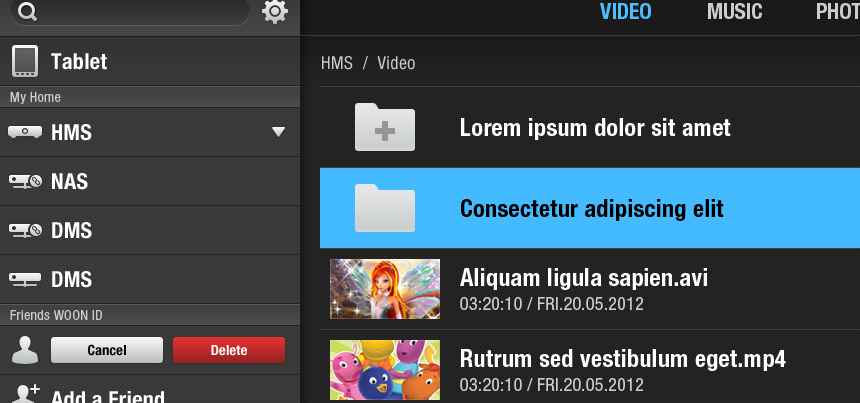 VIDEO
MUSIC
PHOT
Tablet
My Home
HMS
NAS
DMS
DMS
Friends WOON ID
Cancel
Delete
Add a Friend
HMS / Video
Lorem ipsum dolor sit amet
Consectetur adipiscing elit
Aliquam ligula sapien.avi
03:20:10 / FRI.20.05.2012
Rutrum sed vestibulum eget.mp4
03:20:10 / FRI.20.05.2012